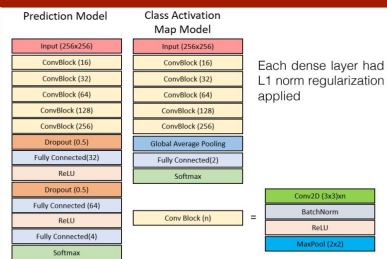 Prediction Model
Input (256x256)
ConvBlock (16)
ConvBlock (32)
ConvBlock (64)
ConvBlock (128)
ConvBlock (256)
Dropout (0.5)
Fully Connected(32)
ReLU
Dropout (0.5)
Fully Connected (64)
ReLU
Fully Connected(4)
Softmax
Class Activation
Map Model
Input (256x256)
ConvBlock (16)
ConvBlock (32)
ConvBlock (64)
ConvBlock (128)
ConvBlock (256)
Global Average Pooling
Fully Connected(2)
Softmax
Each dense layer had
L1 norm regularization
applied
Conv Block (n)
=
Conv2D (3x3)xn
BatchNorm
ReLU
MaxPool (2x2)